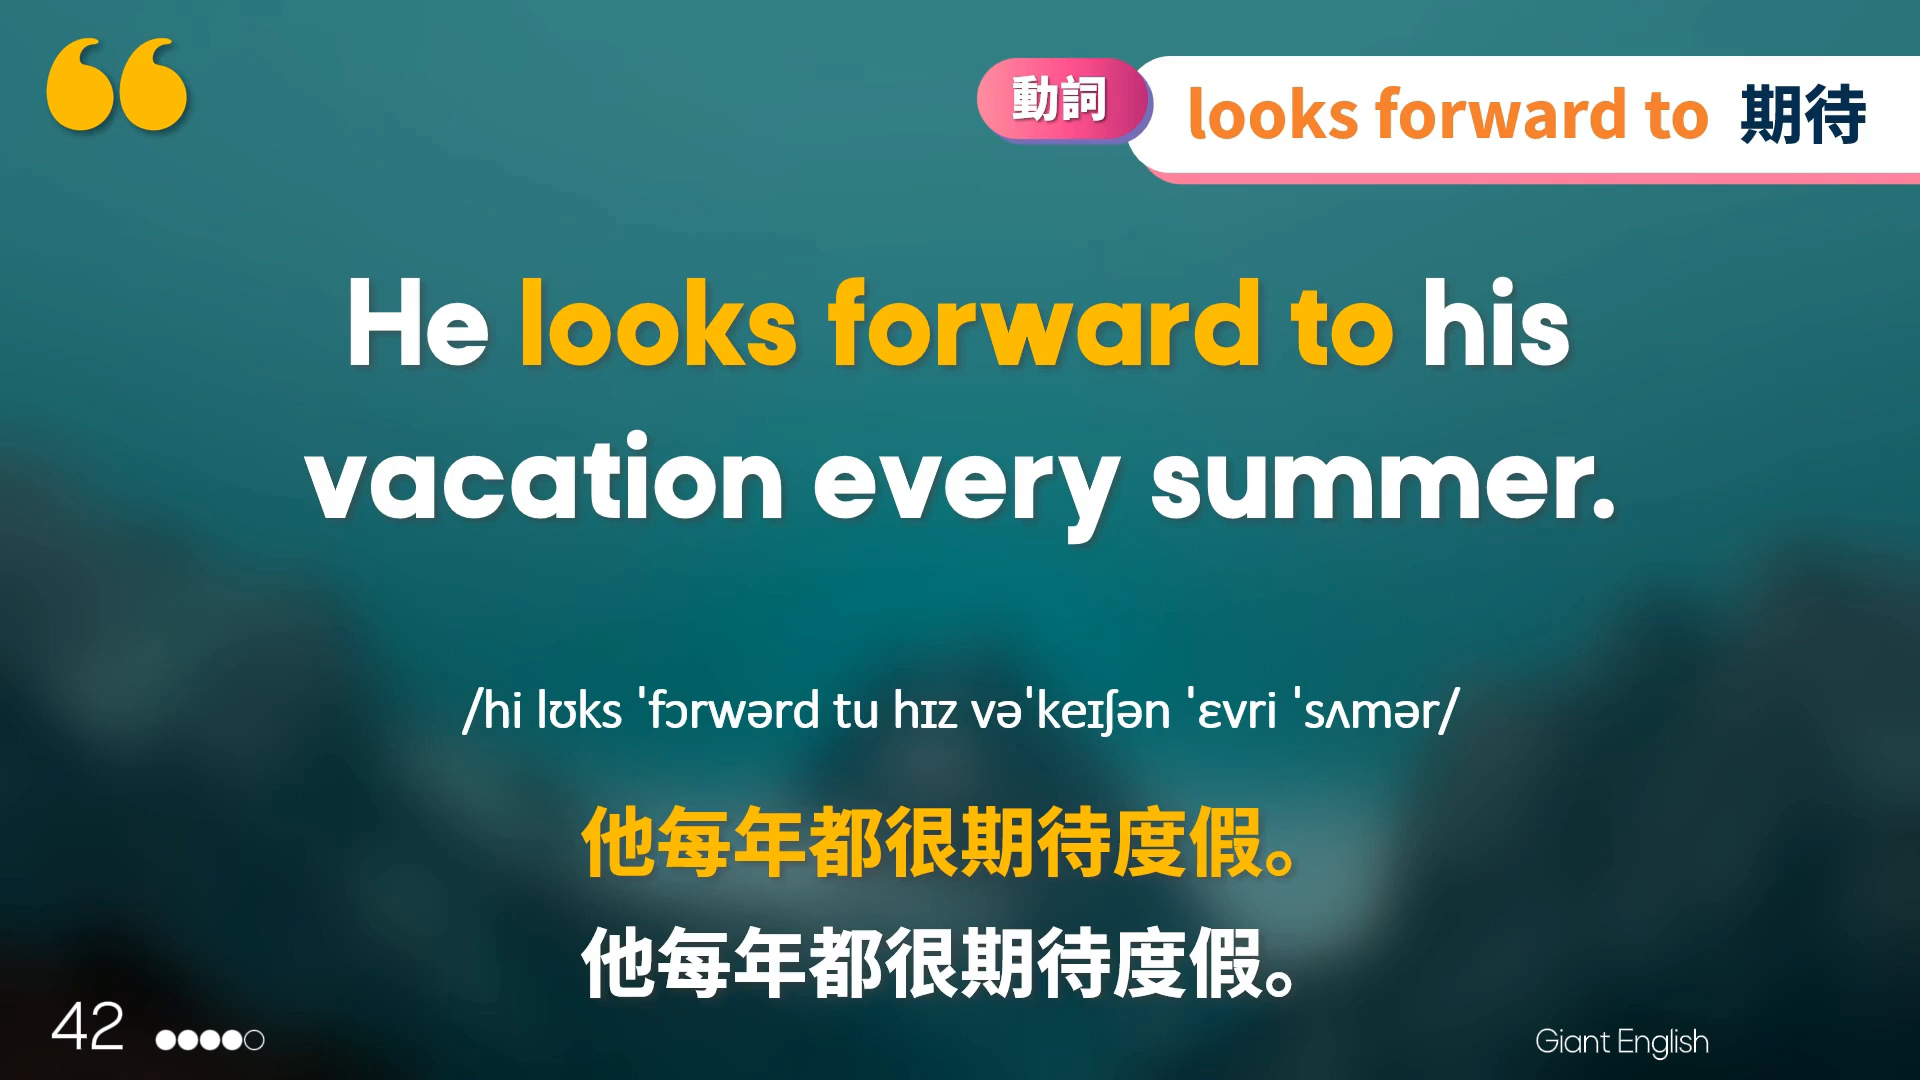 動詞
looks forward to 期待
He looks forward to his
vacation every summer.
/hi lʊks ˈfɔrwərd tu hɪz vəˈkeɪʃən ˈɛvri ˈsʌmər/
他每年都很期待度假。
他每年都很期待度假。
42
Giant English